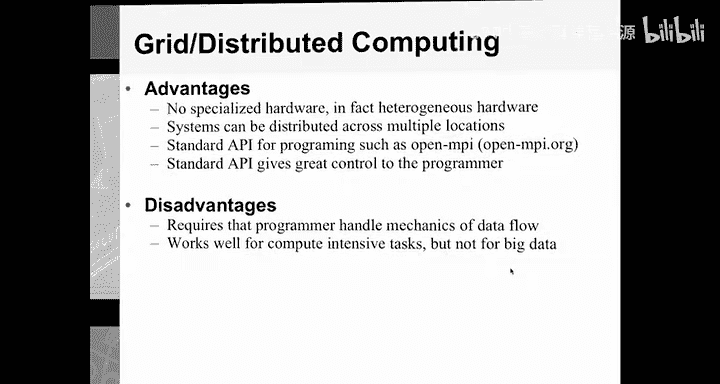 Grid/Distributed Computing
源 bilibili
• Advantages
– No specialized hardware, in fact heterogeneous hardware
– Systems can be distributed across multiple locations
– Standard API for programing such as open-mpi (open-mpi.org)
– Standard API gives great control to the programmer
• Disadvantages
– Requires that programmer handle mechanics of data flow
– Works well for compute intensive tasks, but not for big data